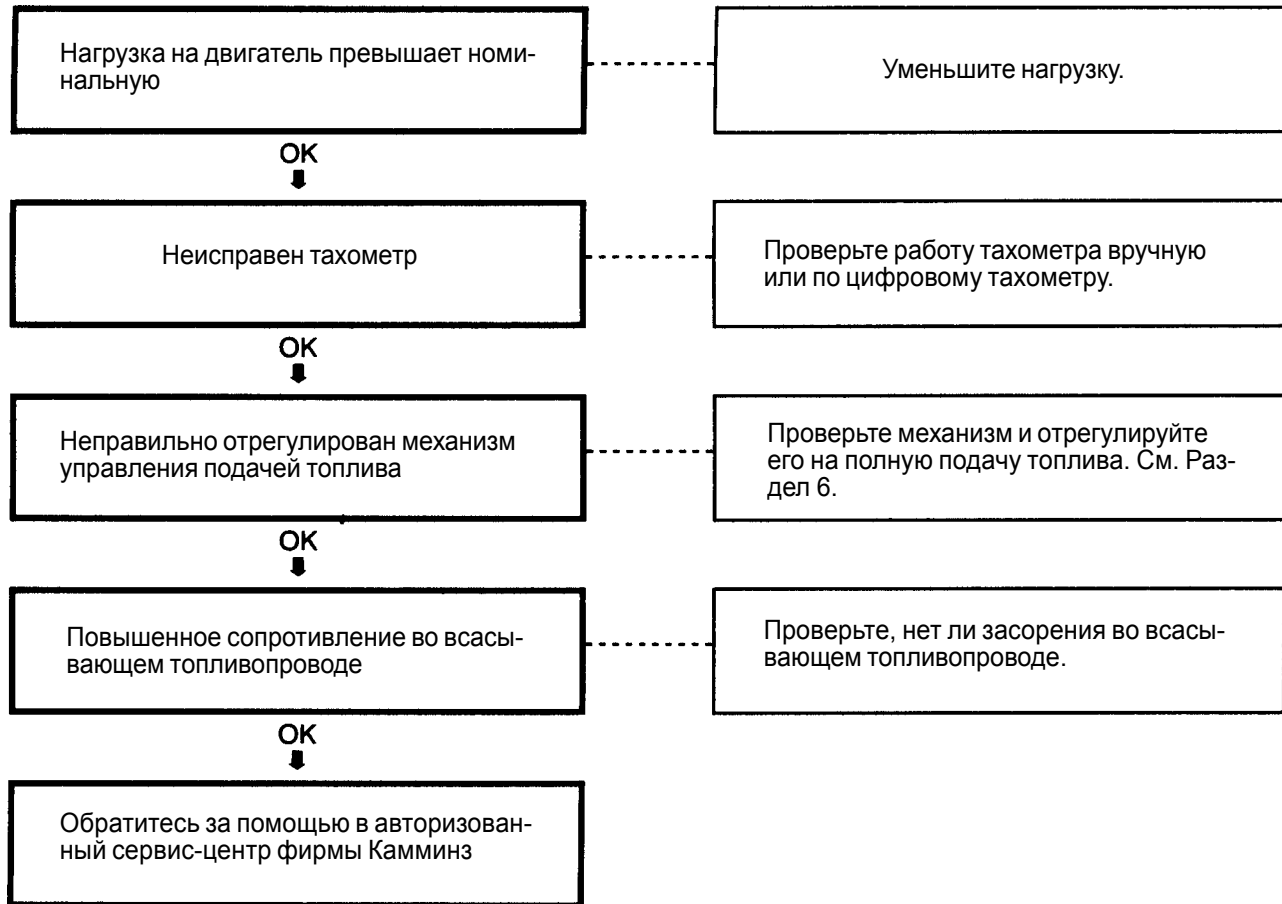 Нагрузка на двигатель превышает номи-
нальную
Уменьшите нагрузку.
OK
Неисправен тахометр
Проверьте работу тахометра вручную
или по цифровому тахометру.
OK
Неправильно отрегулирован механизм
управления подачей топлива
Проверьте механизм и отрегулируйте
его на полную подачу топлива. См. Раз-
дел 6.
OK
Повышенное сопротивление во всасы-
вающем топливопроводе
Проверьте, нет ли засорения во всасы-
вающем топливопроводе.
OK
Обратитесь за помощью в авторизован-
ный сервис-центр фирмы Камминз